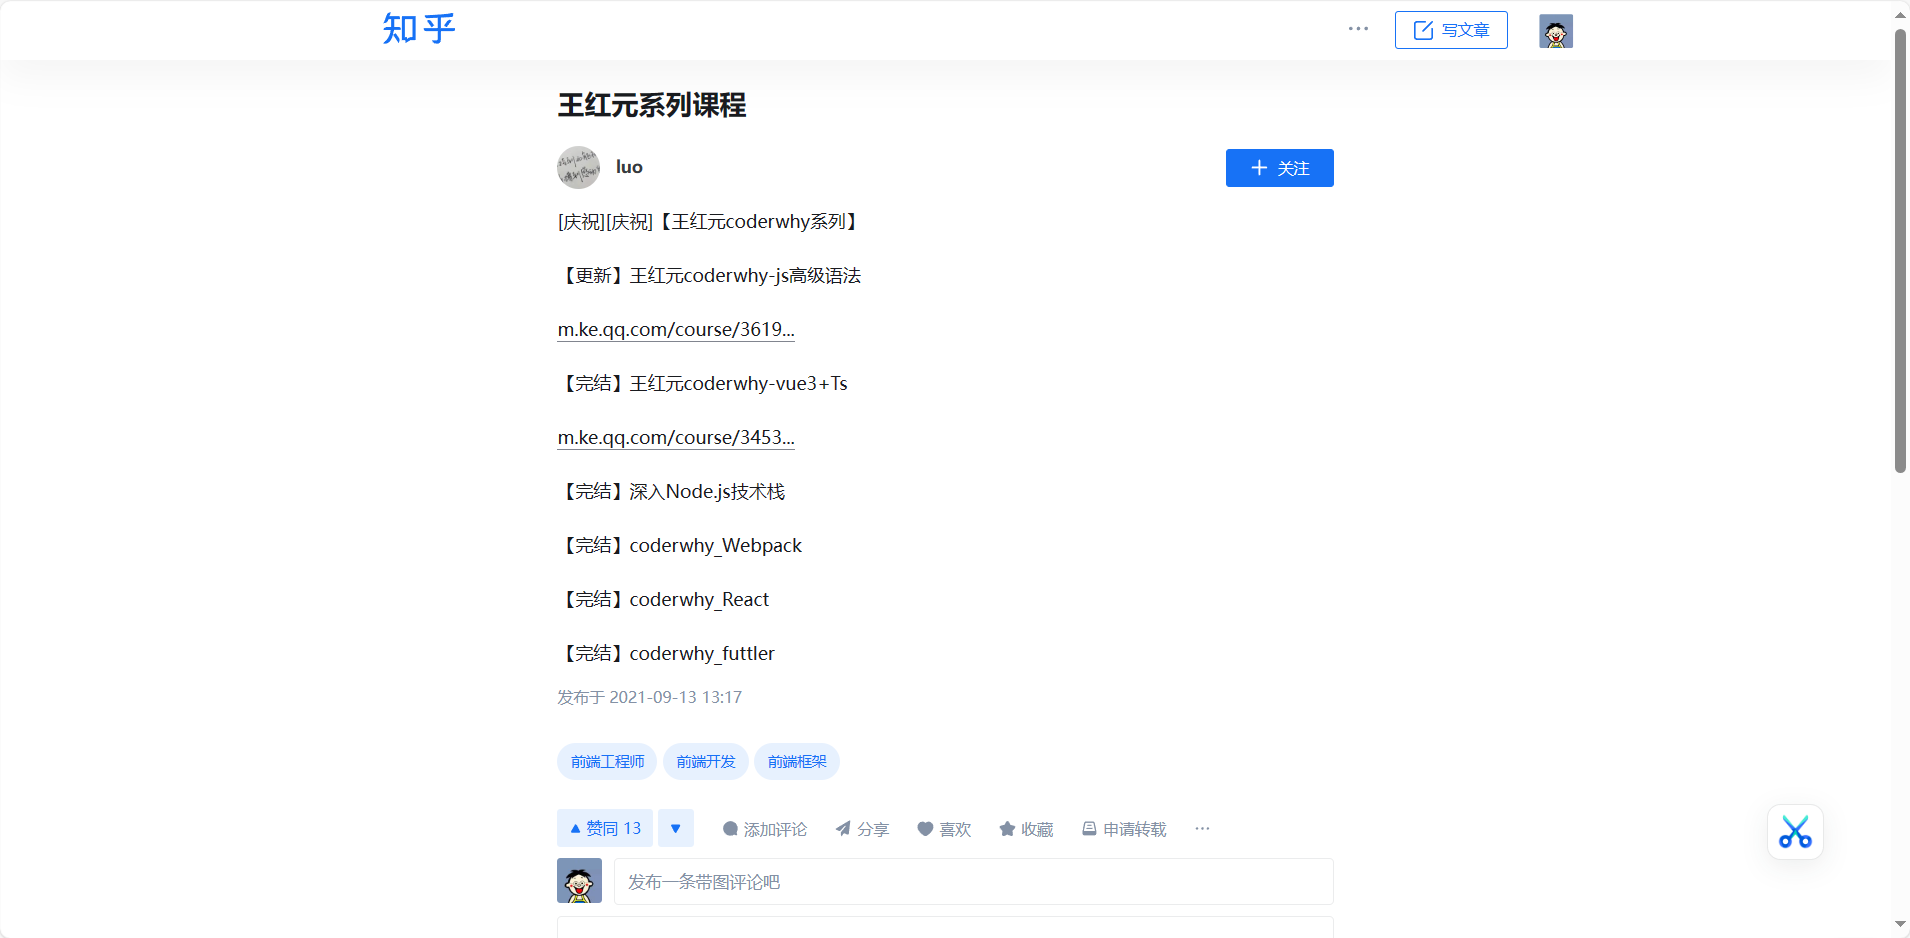 知乎
···
写文章
王红元系列课程
luo
关注
[庆祝][庆祝]【王红元coderwhy系列】
【更新】王红元coderwhy-js高级语法
m.ke.qq.com/course/3619...
【完结】王红元coderwhy-vue3+Ts
m.ke.qq.com/course/3453...
【完结】深入Node.js技术栈
【完结】coderwhy_Webpack
【完结】coderwhy_React
【完结】coderwhy_futtler
发布于 2021-09-13 13:17
前端工程师 前端开发 前端框架
赞同 13 添加评论 分享 喜欢 收藏 申请转载 ···
发布一条带图评论吧